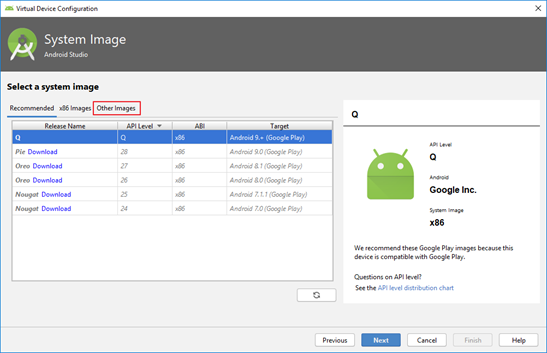 Virtual Device Configuration
System Image
Android Studio
Select a system image
Recommended x86 Images Other Images
Release Name API Level ABI Target
Q Q x86 Android 9.+ (Google Play)
Pie Download 28 x86 Android 9.0 (Google Play)
Oreo Download 27 x86 Android 8.1 (Google Play)
Oreo Download 26 x86 Android 8.0 (Google Play)
Nougat Download 25 x86 Android 7.1.1 (Google Play)
Nougat Download 24 x86 Android 7.0 (Google Play)
Q
API Level
Q
Android
Google Inc.
System Image
x86
We recommend these Google Play images because this
device is compatible with Google Play.
Questions on API level?
See the API level distribution chart
Previous Next Cancel Finish Help